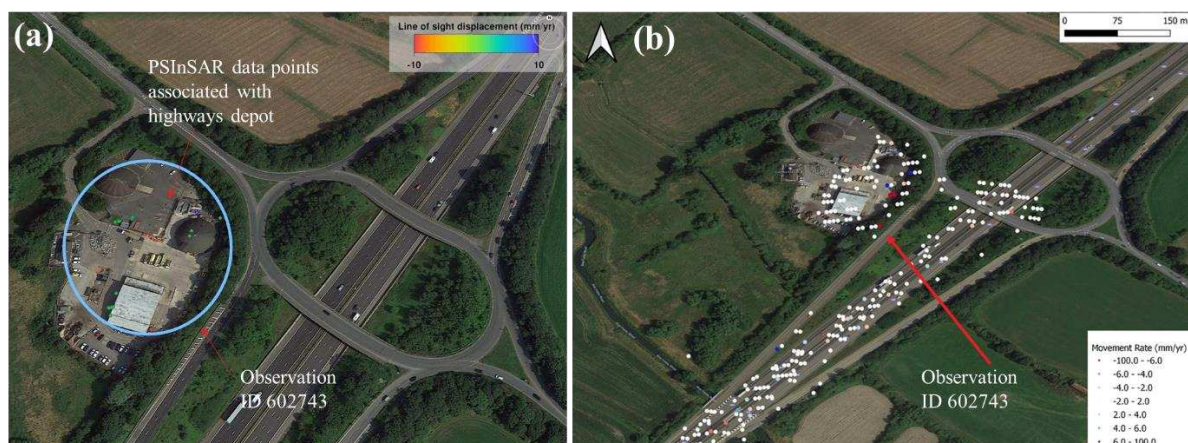 (a)
Line of sight displacement (mm/yr)
-10
10
PSInSAR data points
associated with
highways depot
Observation
ID 602743
(b)
0
75
150 m
Observation
ID 602743
Movement Rate (mm/yr)
-100.0 - -6.0
-6.0 - -4.0
-4.0 - -2.0
-2.0 - 2.0
2.0 - 4.0
4.0 - 6.0
6.0 - 100.0